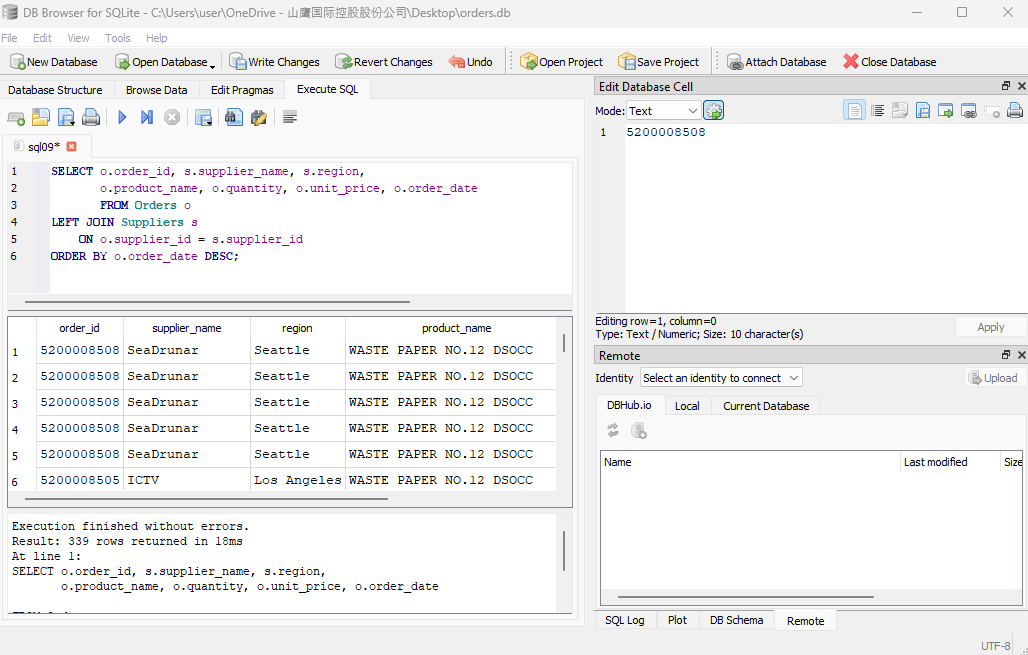 DB Browser for SQLite - C:\Users\user\OneDrive - 山鹰国际控股股份公司\Desktop\orders.db
File Edit View Tools Help
New Database Open Database Write Changes Revert Changes Undo Open Project Save Project Attach Database Close Database
Database Structure Browse Data Edit Pragmas Execute SQL
sql09*
1 SELECT o.order_id, s.supplier_name, s.region,
2 o.product_name, o.quantity, o.unit_price, o.order_date
3 FROM Orders o
4 LEFT JOIN Suppliers s
5 ON o.supplier_id = s.supplier_id
6 ORDER BY o.order_date DESC;
order_id supplier_name region product_name
1 5200008508 SeaDrunar Seattle WASTE PAPER NO.12 DSOCC
2 5200008508 SeaDrunar Seattle WASTE PAPER NO.12 DSOCC
3 5200008508 SeaDrunar Seattle WASTE PAPER NO.12 DSOCC
4 5200008508 SeaDrunar Seattle WASTE PAPER NO.12 DSOCC
5 5200008508 SeaDrunar Seattle WASTE PAPER NO.12 DSOCC
6 5200008505 ICTV Los Angeles WASTE PAPER NO.12 DSOCC
Execution finished without errors.
Result: 339 rows returned in 18ms
At line 1:
SELECT o.order_id, s.supplier_name, s.region,
o.product_name, o.quantity, o.unit_price, o.order_date
Edit Database Cell
Mode: Text
1 5200008508
Editing row=1, column=0
Type: Text / Numeric; Size: 10 character(s)
Apply
Remote
Identity Select an identity to connect Upload
DBHub.io Local Current Database
Name Last modified Size
SQL Log Plot DB Schema Remote
UTF-8